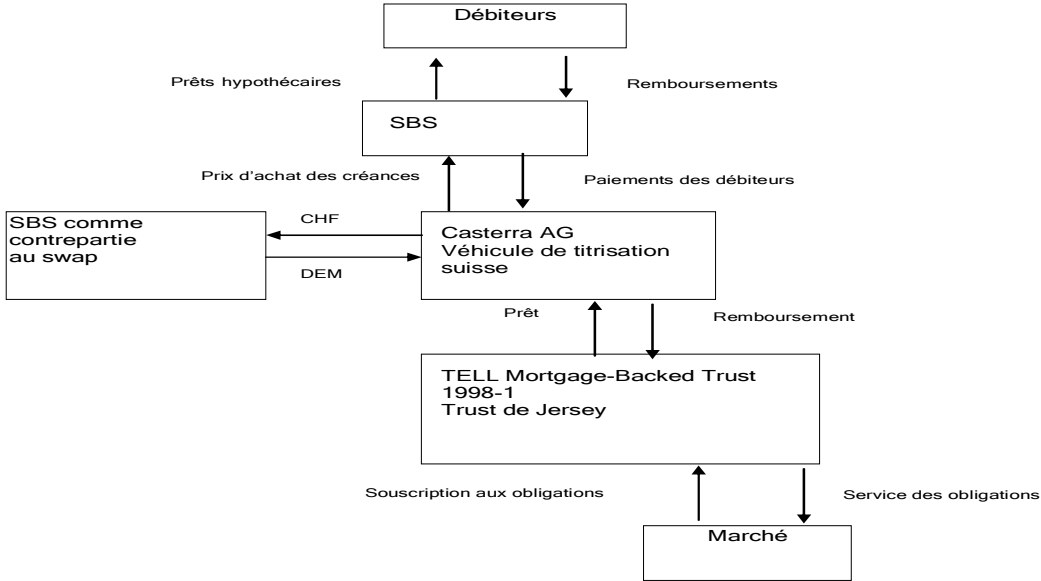 Débiteurs
Prêts hypothécaires
Remboursements
SBS
Prix d'achat des créances
Paiements des débiteurs
SBS comme
contrepartie
au swap
CHF
DEM
Casterra AG
Véhicule de titrisation
suisse
Prêt
Remboursement
TELL Mortgage-Backed Trust
1998-1
Trust de Jersey
Souscription aux obligations
Service des obligations
Marché